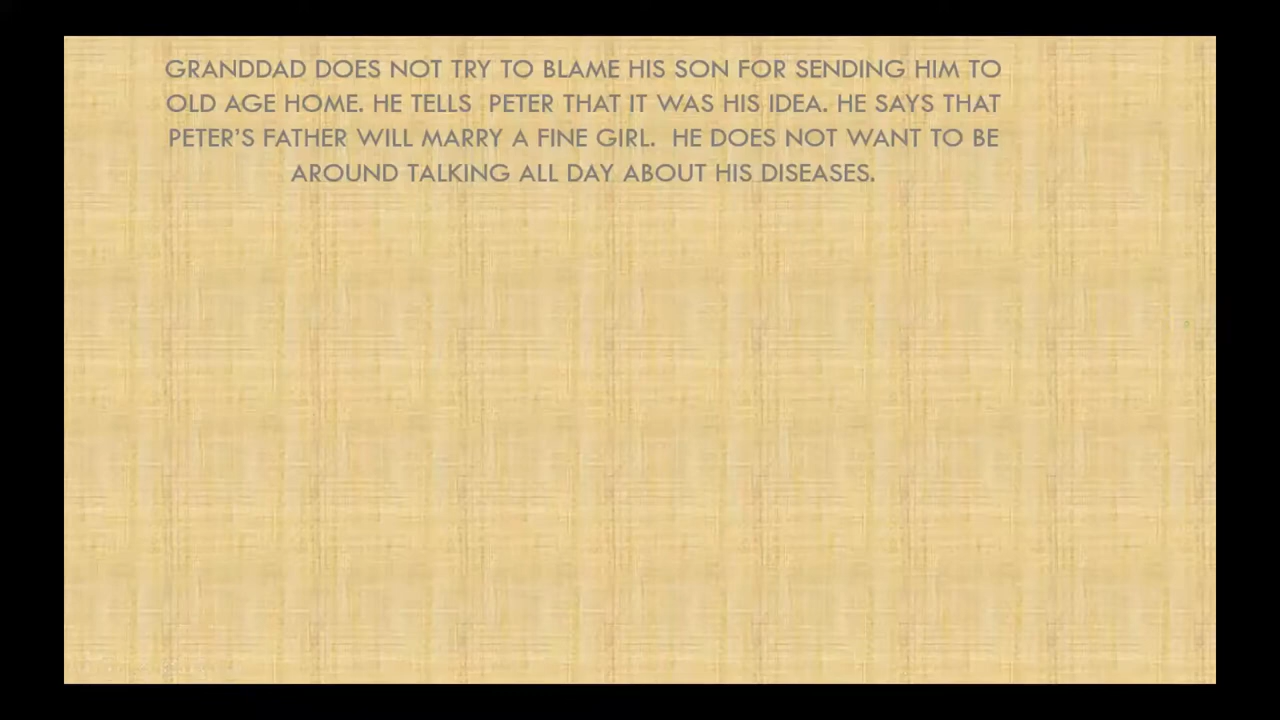 GRANDDAD DOES NOT TRY TO BLAME HIS SON FOR SENDING HIM TO
OLD AGE HOME. HE TELLS  PETER THAT IT WAS HIS IDEA. HE SAYS THAT
PETER’S FATHER WILL MARRY A FINE GIRL.  HE DOES NOT WANT TO BE
AROUND TALKING ALL DAY ABOUT HIS DISEASES.